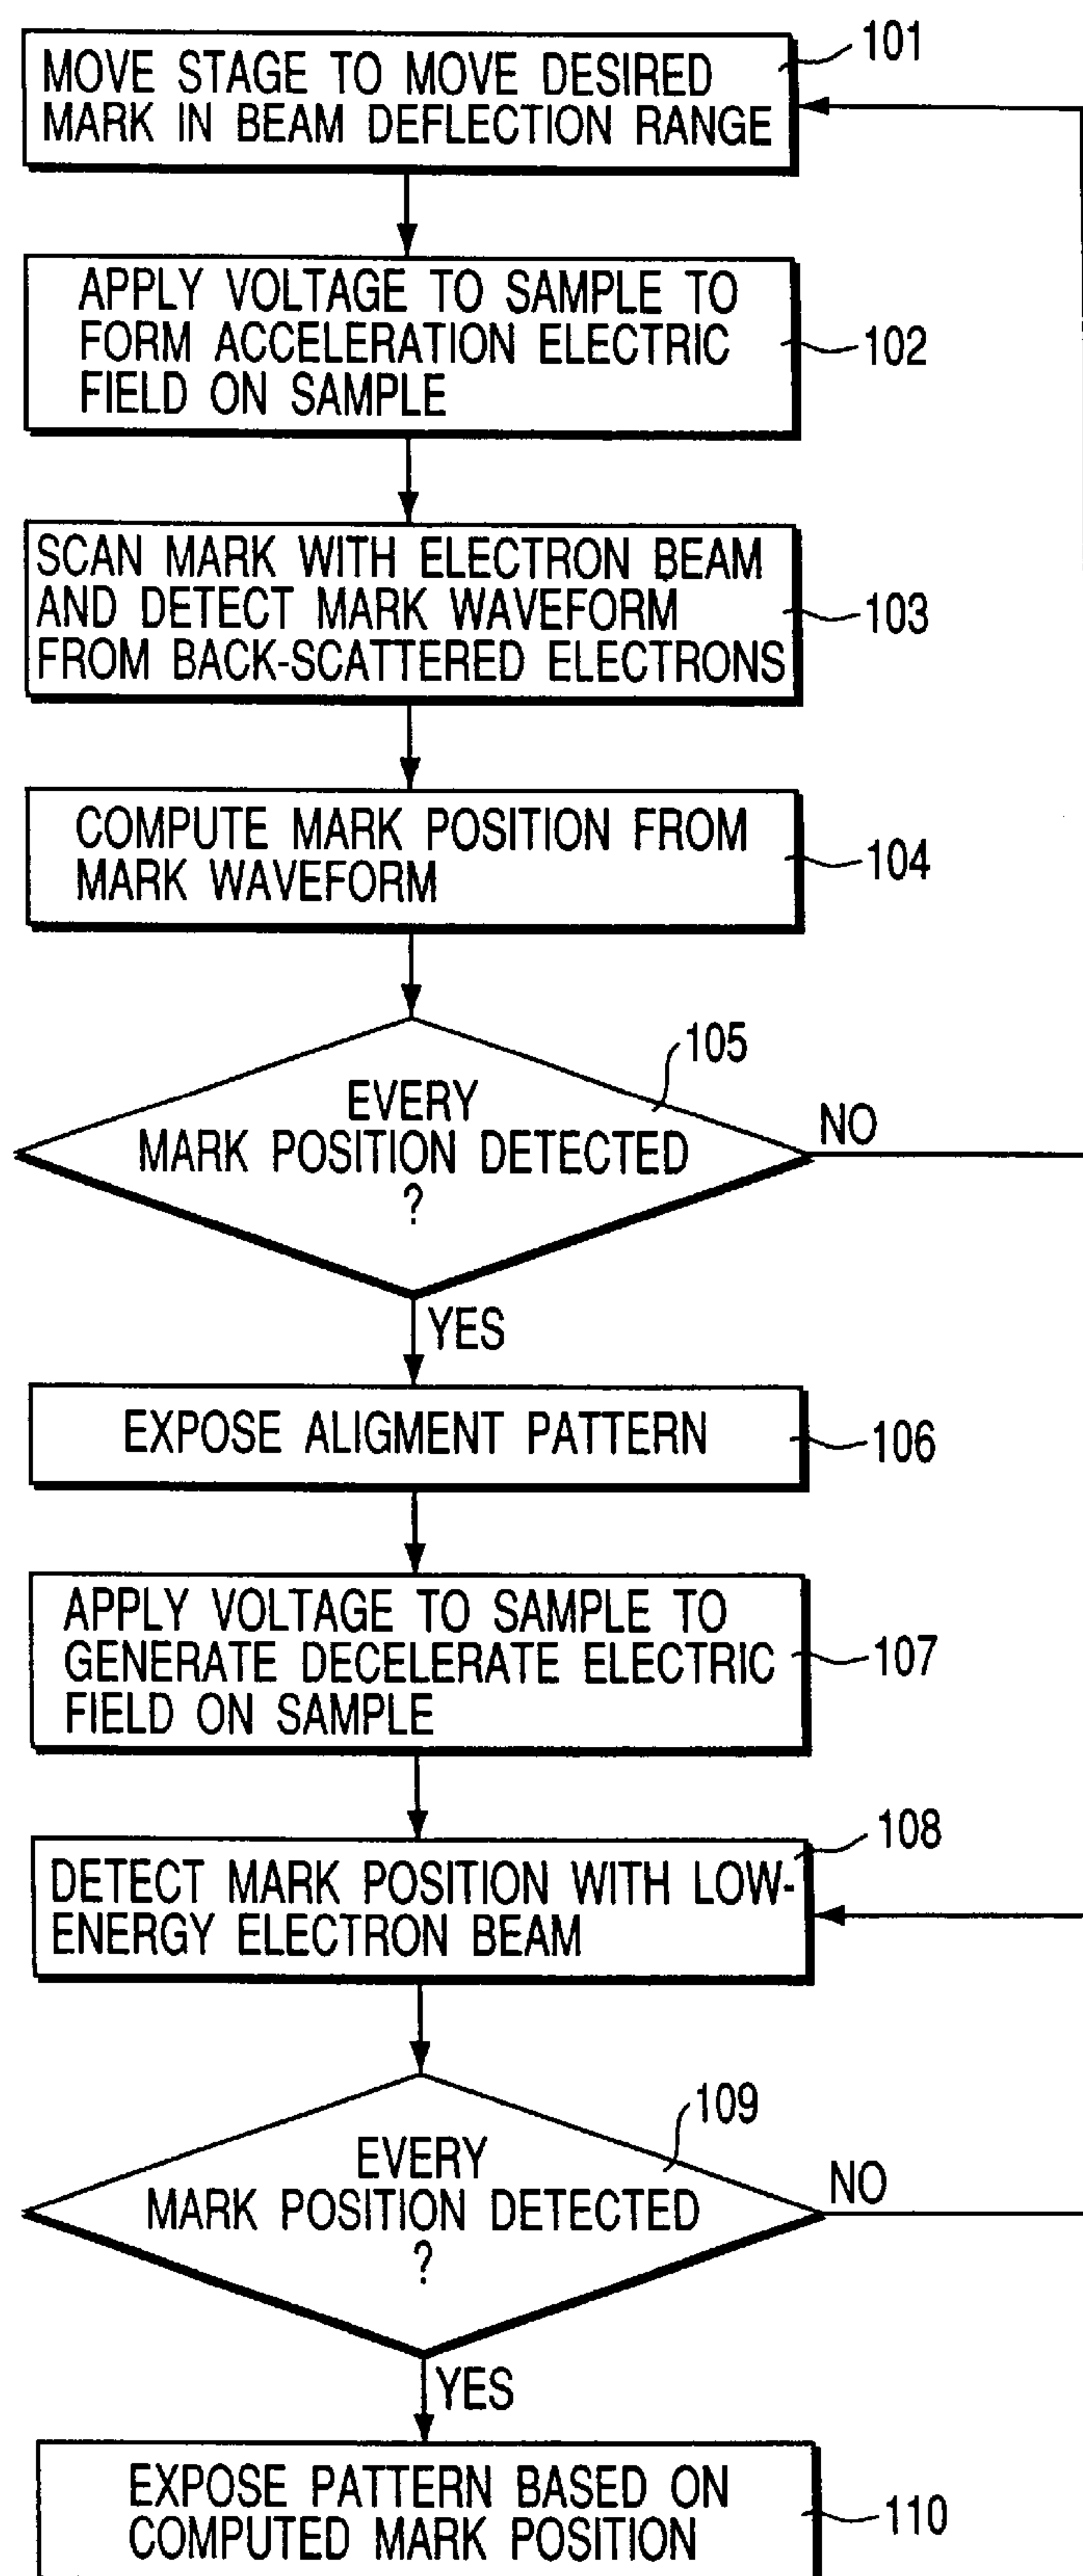 MOVE STAGE TO MOVE DESIRED
MARK IN BEAM DEFLECTION RANGE
101
APPLY VOLTAGE TO SAMPLE TO
FORM ACCELERATION ELECTRIC
FIELD ON SAMPLE
102
SCAN MARK WITH ELECTRON BEAM
AND DETECT MARK WAVEFORM
FROM BACK-SCATTERED ELECTRONS
103
COMPUTE MARK POSITION FROM
MARK WAVEFORM
104
105
EVERY
MARK POSITION DETECTED
?
NO
YES
EXPOSE ALIGMENT PATTERN
106
APPLY VOLTAGE TO SAMPLE TO
GENERATE DECELERATE ELECTRIC
FIELD ON SAMPLE
107
108
DETECT MARK POSITION WITH LOW-
ENERGY ELECTRON BEAM
109
EVERY
MARK POSITION DETECTED
?
NO
YES
EXPOSE PATTERN BASED ON
COMPUTED MARK POSITION
110